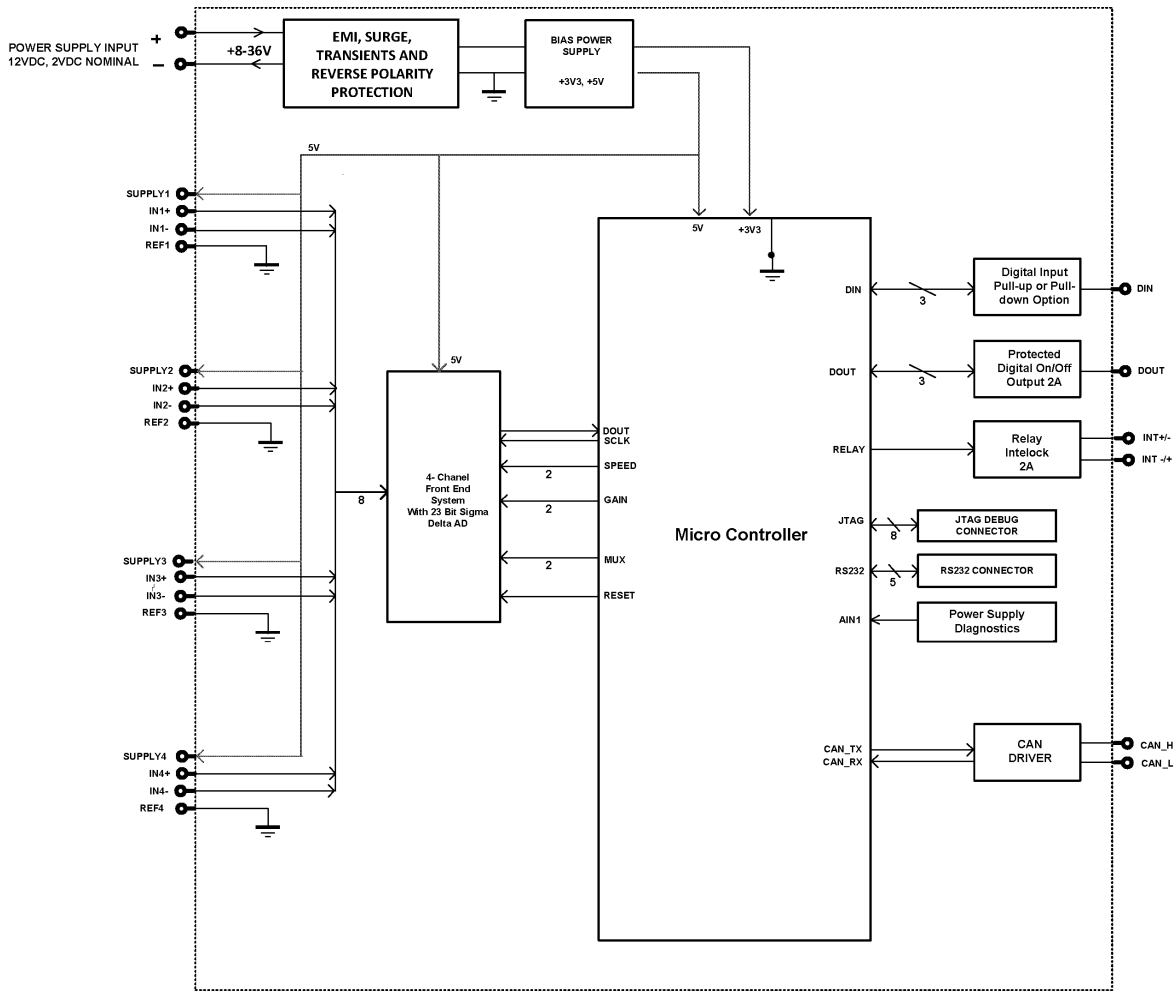 POWER SUPPLY INPUT
12VDC, 2VDC NOMINAL
+
–
+8-36V
EMI, SURGE,
TRANSIENTS AND
REVERSE POLARITY
PROTECTION
BIAS POWER
SUPPLY
+3V3, +5V
5V
SUPPLY1
IN1+
IN1-
REF1
SUPPLY2
IN2+
IN2-
REF2
SUPPLY3
IN3+
IN3-
REF3
SUPPLY4
IN4+
IN4-
REF4
8
5V
4- Chanel
Front End
System
With 23 Bit Sigma
Delta AD
2
2
2
5V
+3V3
DOUT
SCLK
SPEED
GAIN
MUX
RESET
Micro Controller
DIN
DOUT
RELAY
JTAG
RS232
AIN1
CAN_TX
CAN_RX
3
3
8
5
Digital Input
Pull-up or Pull-
down Option
Protected
Digital On/Off
Output 2A
Relay
Intelock
2A
JTAG DEBUG
CONNECTOR
RS232 CONNECTOR
Power Supply
DIagnostics
CAN
DRIVER
DIN
DOUT
INT+/-
INT -/+
CAN_H
CAN_L